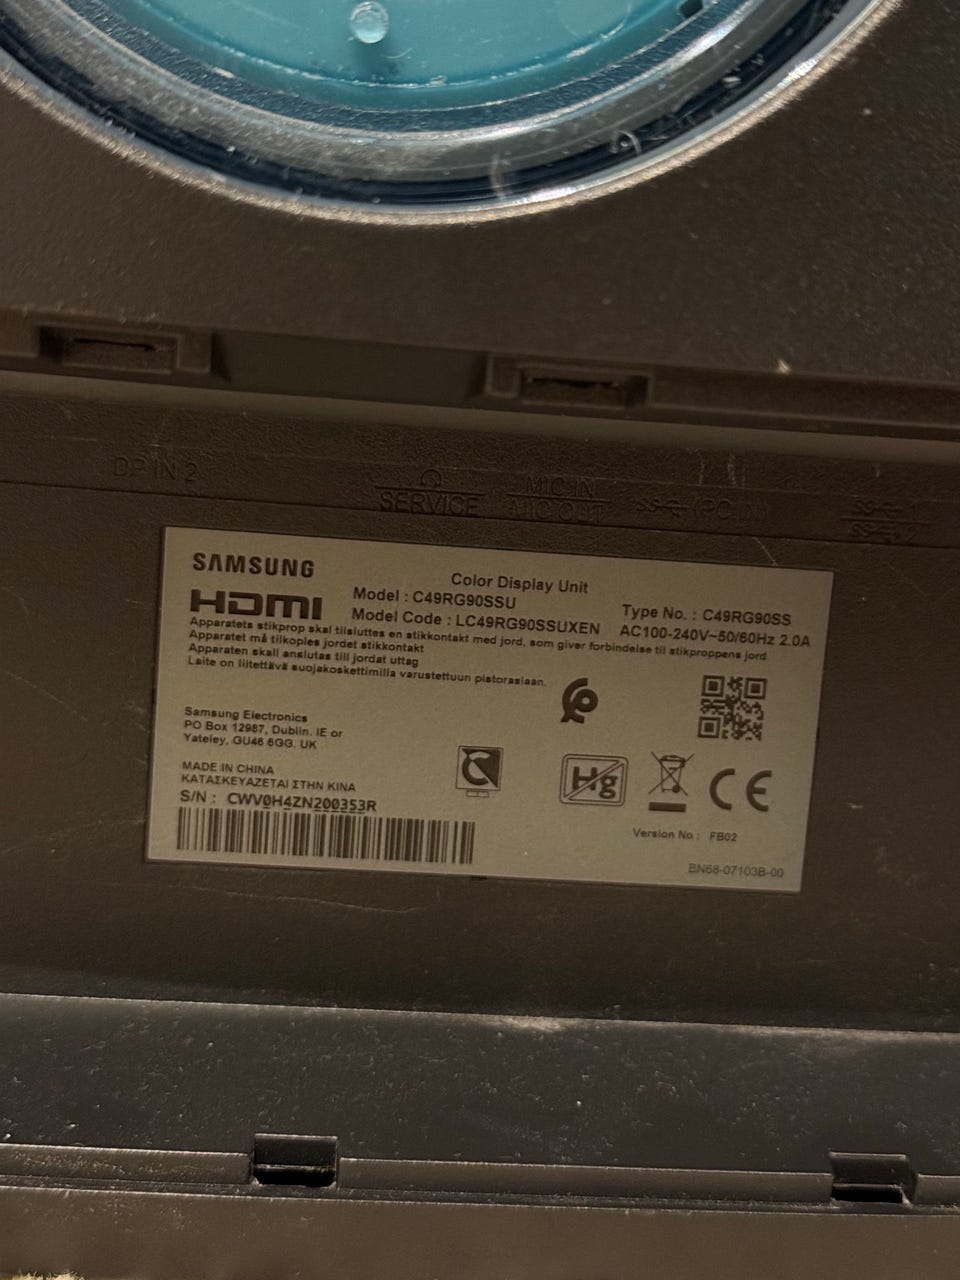 DP IN 2
SERVICE
MIC IN
MIC OUT
(PC IN)
SAMSUNG
HDMI
Color Display Unit
Model : C49RG90SSU
Model Code : LC49RG90SSUXEN
Type No. : C49RG90SS
AC100-240V~50/60Hz 2.0A
Apparatets stikprop skal tilsluttes en stikkontakt med jord, som giver forbindelse til stikproppens jord.
Apparatet må tilkoples jordet stikkontakt
Apparaten skall anslutas till jordat uttag
Laite on liitettävä suojakoskettimilla varustettuun pistorasiaan.
Samsung Electronics
PO Box 12987, Dublin. IE or
Yateley, GU46 6GG. UK
MADE IN CHINA
ΚΑΤΑΣΚΕΥΑΖΕΤΑΙ ΣΤΗΝ ΚΙΝΑ
S/N : CWV0H4ZN200353R
Hg
CE
Version No : FB02
BN68-07103B-00